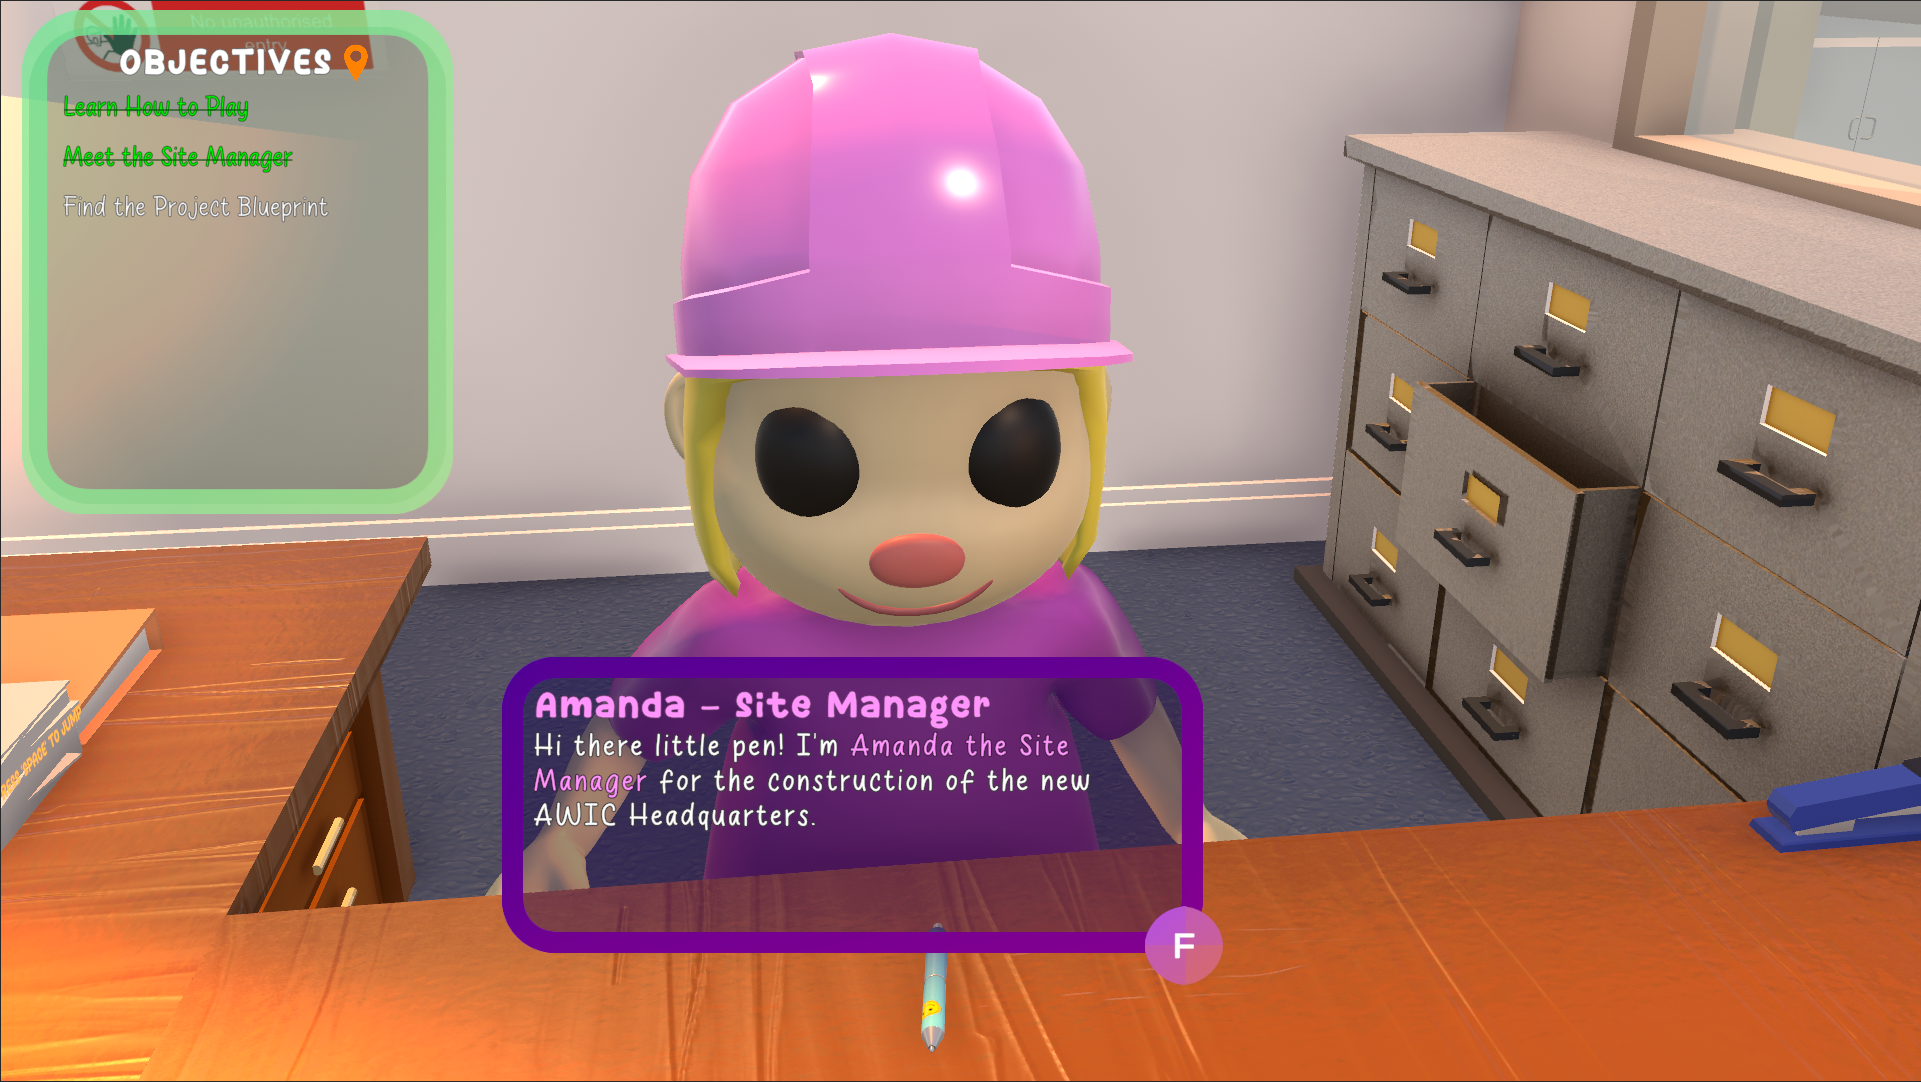 No unauthorised
entry
OBJECTIVES
Learn How to Play
Meet the Site Manager
Find the Project Blueprint
PRESS SPACE TO JUMP
Amanda – Site Manager
Hi there little pen! I'm Amanda the Site
Manager for the construction of the new
AWIC Headquarters.
F